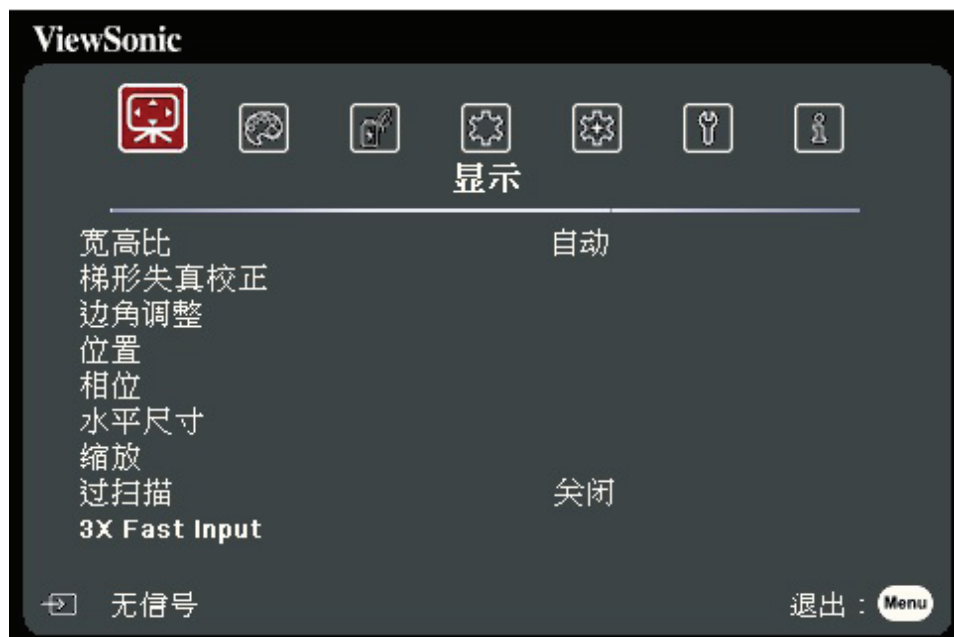 ViewSonic
显示
宽高比 自动
梯形失真校正
边角调整
位置
相位
水平尺寸
缩放
过扫描 关闭
3X Fast Input
无信号 退出：Menu